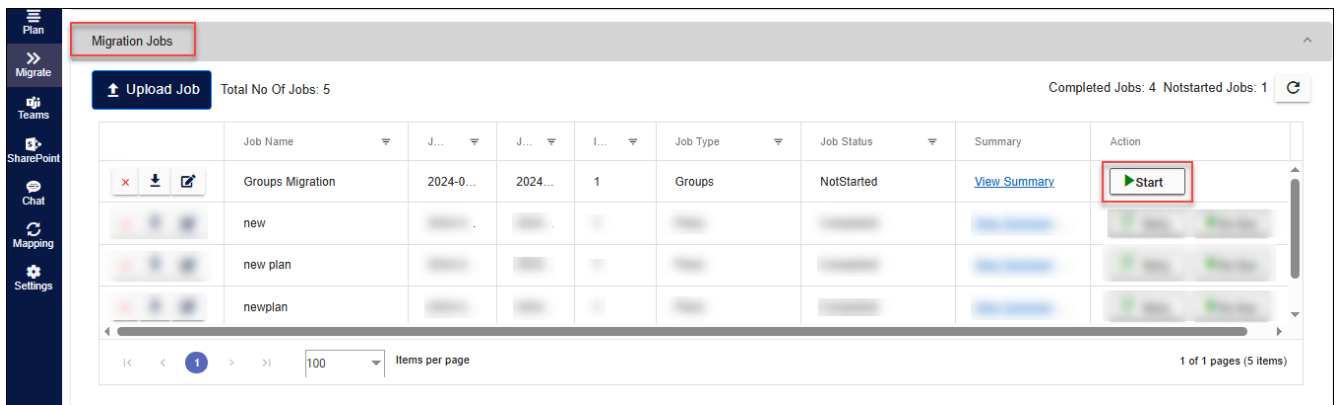 Plan
Migrate
Teams
SharePoint
Chat
Mapping
Settings
Migration Jobs
Upload Job Total No Of Jobs: 5 Completed Jobs: 4 Notstarted Jobs: 1
Job Name J... J... I... Job Type Job Status Summary Action
Groups Migration 2024-0... 2024... 1 Groups NotStarted View Summary Start
new
new plan
newplan
1 100 Items per page 1 of 1 pages (5 items)